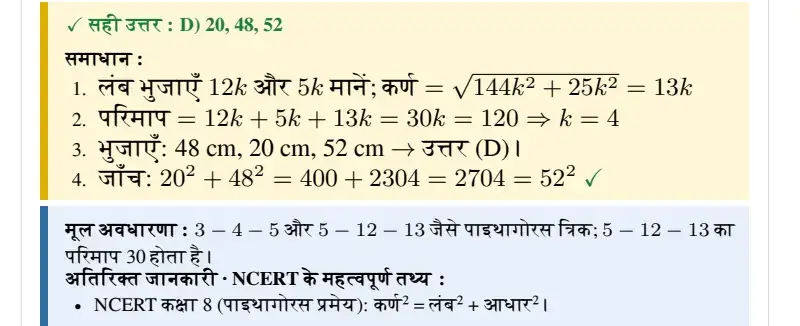 ✓ सही उत्तर : D) 20, 48, 52
समाधान :
1. लंब भुजाएँ 12k और 5k मानें; कर्ण = √(144k² + 25k²) = 13k
2. परिमाप = 12k + 5k + 13k = 30k = 120 ⇒ k = 4
3. भुजाएँ: 48 cm, 20 cm, 52 cm → उत्तर (D)।
4. जाँच: 20² + 48² = 400 + 2304 = 2704 = 52² ✓
मूल अवधारणा : 3 − 4 − 5 और 5 − 12 − 13 जैसे पाइथागोरस त्रिक; 5 − 12 − 13 का
परिमाप 30 होता है।
अतिरिक्त जानकारी · NCERT के महत्वपूर्ण तथ्य :
• NCERT कक्षा 8 (पाइथागोरस प्रमेय): कर्ण² = लंब² + आधार²।